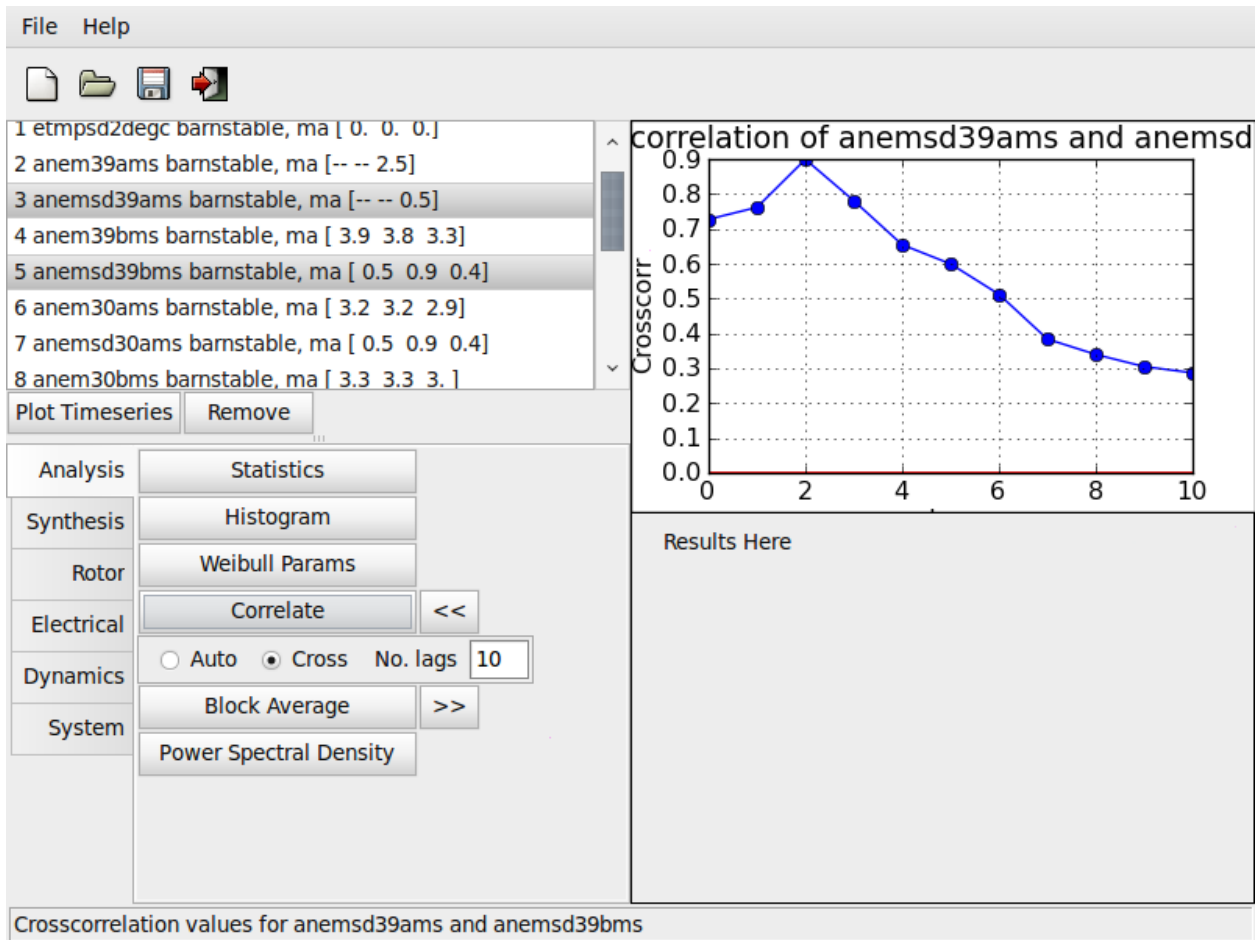 File Help
1 etmpsd2degc barnstable, ma [ 0. 0. 0.]
2 anem39ams barnstable, ma [-- -- 2.5]
3 anemsd39ams barnstable, ma [-- -- 0.5]
4 anem39bms barnstable, ma [ 3.9 3.8 3.3]
5 anemsd39bms barnstable, ma [ 0.5 0.9 0.4]
6 anem30ams barnstable, ma [ 3.2 3.2 2.9]
7 anemsd30ams barnstable, ma [ 0.5 0.9 0.4]
8 anem30bms barnstable, ma [ 3.3 3.3 3. ]
Plot Timeseries Remove
Analysis
Synthesis
Rotor
Electrical
Dynamics
System
Statistics
Histogram
Weibull Params
Correlate <<
Auto Cross No. lags 10
Block Average >>
Power Spectral Density
correlation of anemsd39ams and anemsd
Crosscorr
0.9
0.8
0.7
0.6
0.5
0.4
0.3
0.2
0.1
0.0
0 2 4 6 8 10
Results Here
Crosscorrelation values for anemsd39ams and anemsd39bms